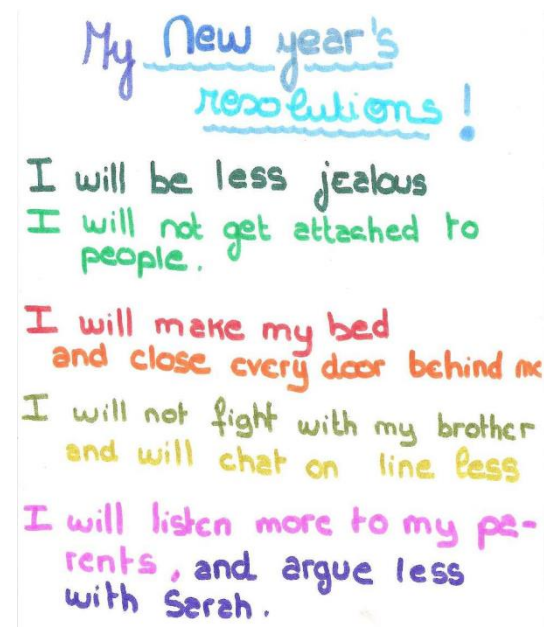 My New year's
resolutions!
I will be less jealous
I will not get attached to
people.
I will make my bed
and close every door behind me
I will not fight with my brother
and will chat on line less
I will listen more to my pa-
rents, and argue less
with Sarah.